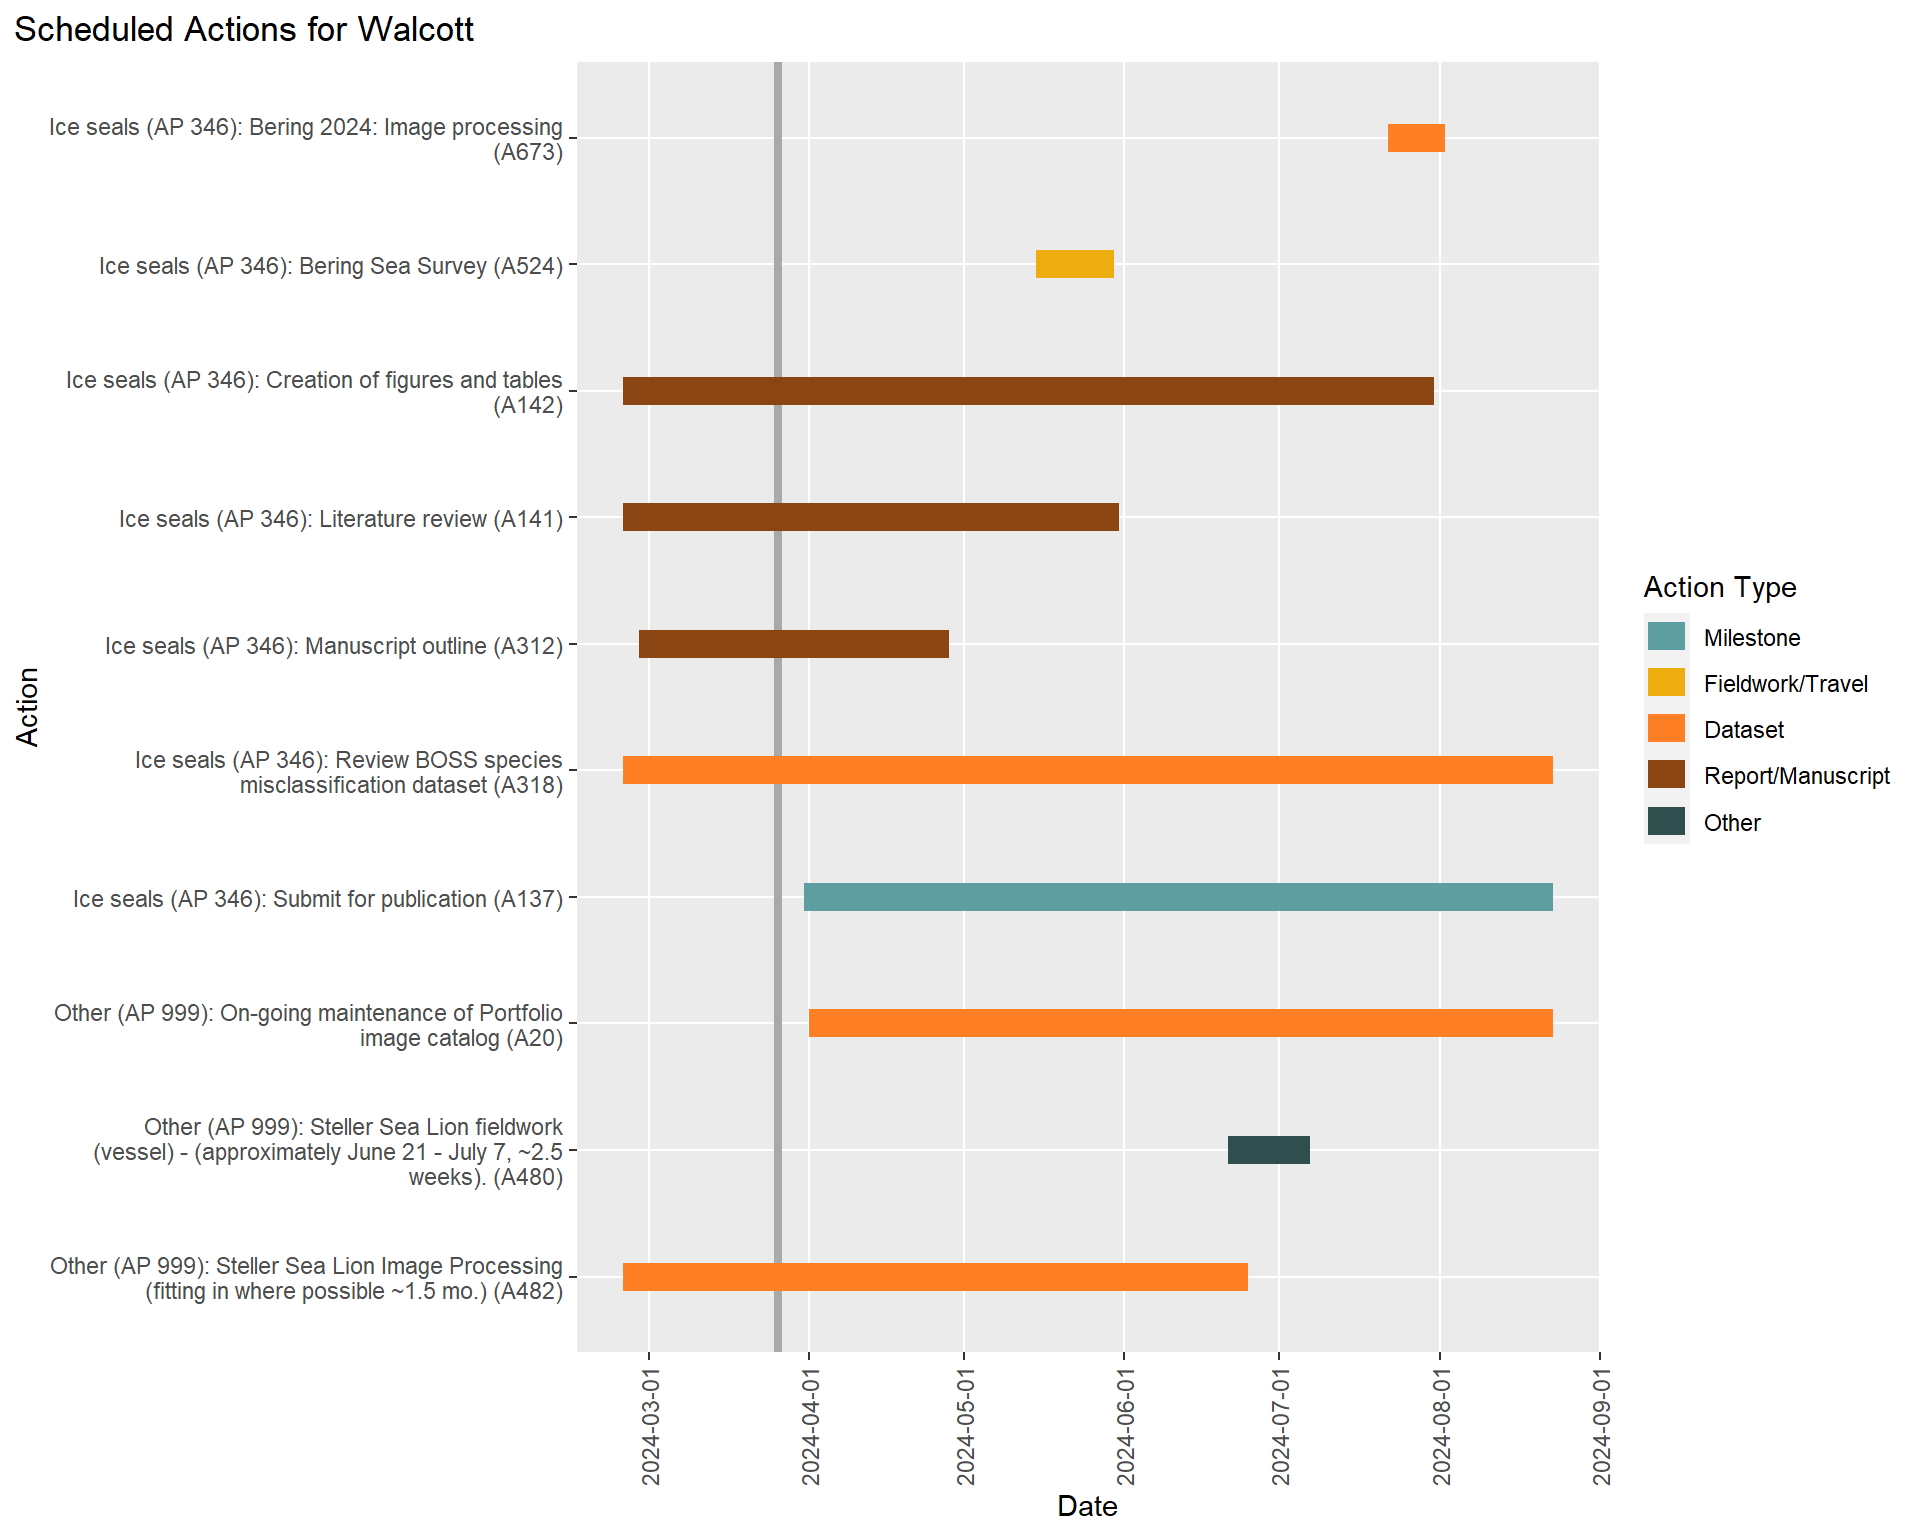 Scheduled Actions for Walcott
Ice seals (AP 346): Bering 2024: Image processing
(A673)
Ice seals (AP 346): Bering Sea Survey (A524)
Ice seals (AP 346): Creation of figures and tables
(A142)
Ice seals (AP 346): Literature review (A141)
Ice seals (AP 346): Manuscript outline (A312)
Ice seals (AP 346): Review BOSS species
misclassification dataset (A318)
Ice seals (AP 346): Submit for publication (A137)
Other (AP 999): On-going maintenance of Portfolio
image catalog (A20)
Other (AP 999): Steller Sea Lion fieldwork
(vessel) - (approximately June 21 - July 7, ~2.5
weeks). (A480)
Other (AP 999): Steller Sea Lion Image Processing
(fitting in where possible ~1.5 mo.) (A482)
Action
2024-03-01
2024-04-01
2024-05-01
2024-06-01
2024-07-01
2024-08-01
2024-09-01
Date
Action Type
Milestone
Fieldwork/Travel
Dataset
Report/Manuscript
Other